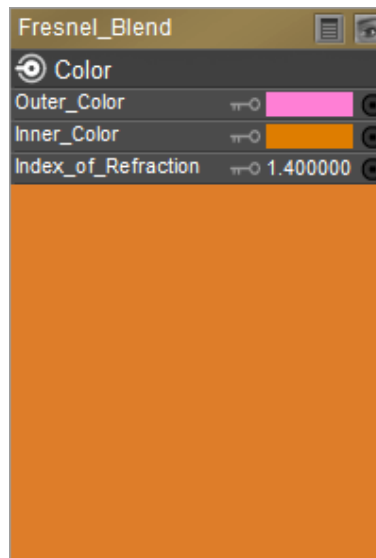 Fresnel_Blend
Color
Outer_Color
Inner_Color
Index_of_Refraction 1.400000